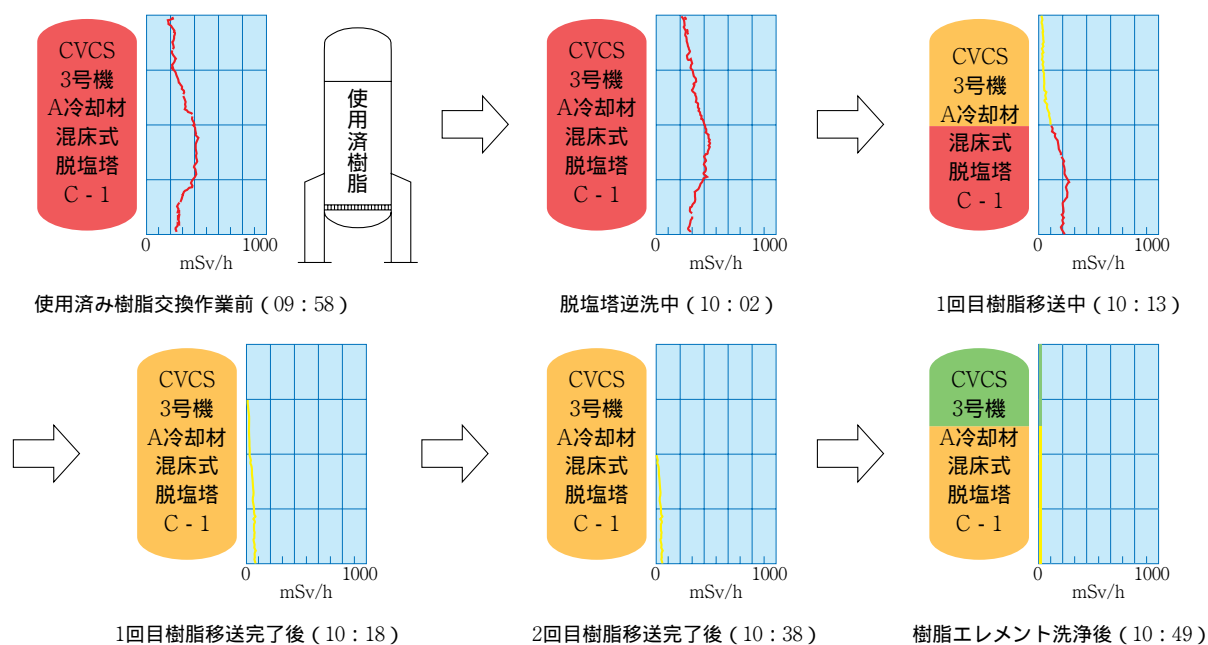 CVCS
3号機
A冷却材
混床式
脱塩塔
C - 1
0 1000
mSv/h
使用済樹脂
使用済み樹脂交換作業前（09：58）
CVCS
3号機
A冷却材
混床式
脱塩塔
C - 1
0 1000
mSv/h
脱塩塔逆洗中（10：02）
CVCS
3号機
A冷却材
混床式
脱塩塔
C - 1
0 1000
mSv/h
1回目樹脂移送中（10：13）
CVCS
3号機
A冷却材
混床式
脱塩塔
C - 1
0 1000
mSv/h
1回目樹脂移送完了後（10：18）
CVCS
3号機
A冷却材
混床式
脱塩塔
C - 1
0 1000
mSv/h
2回目樹脂移送完了後（10：38）
CVCS
3号機
A冷却材
混床式
脱塩塔
C - 1
0 1000
mSv/h
樹脂エレメント洗浄後（10：49）